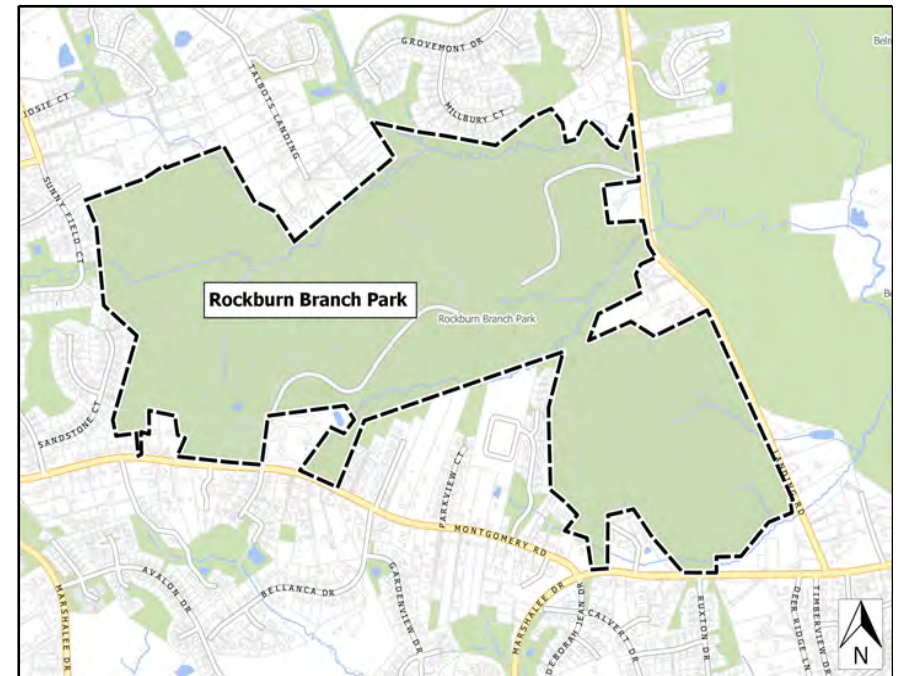 GROVEMONT DR
MILLBURY CT
TALBOTS LANDING
SUNNY FIELD CT
Rockburn Branch Park
Rockburn Branch Park
SANDSTONE CT
PARKVIEW CT
LANDING RD
MONTGOMERY RD
MARSHALEE DR
AVALON DR
BELLANCA DR
GARDENVIEW DR
MARSHALEE DR
DEBORAH JEAN DR
CALVERT DR
RUXTON DR
DEER RIDGE LN
TIMBERVIEW DR
N